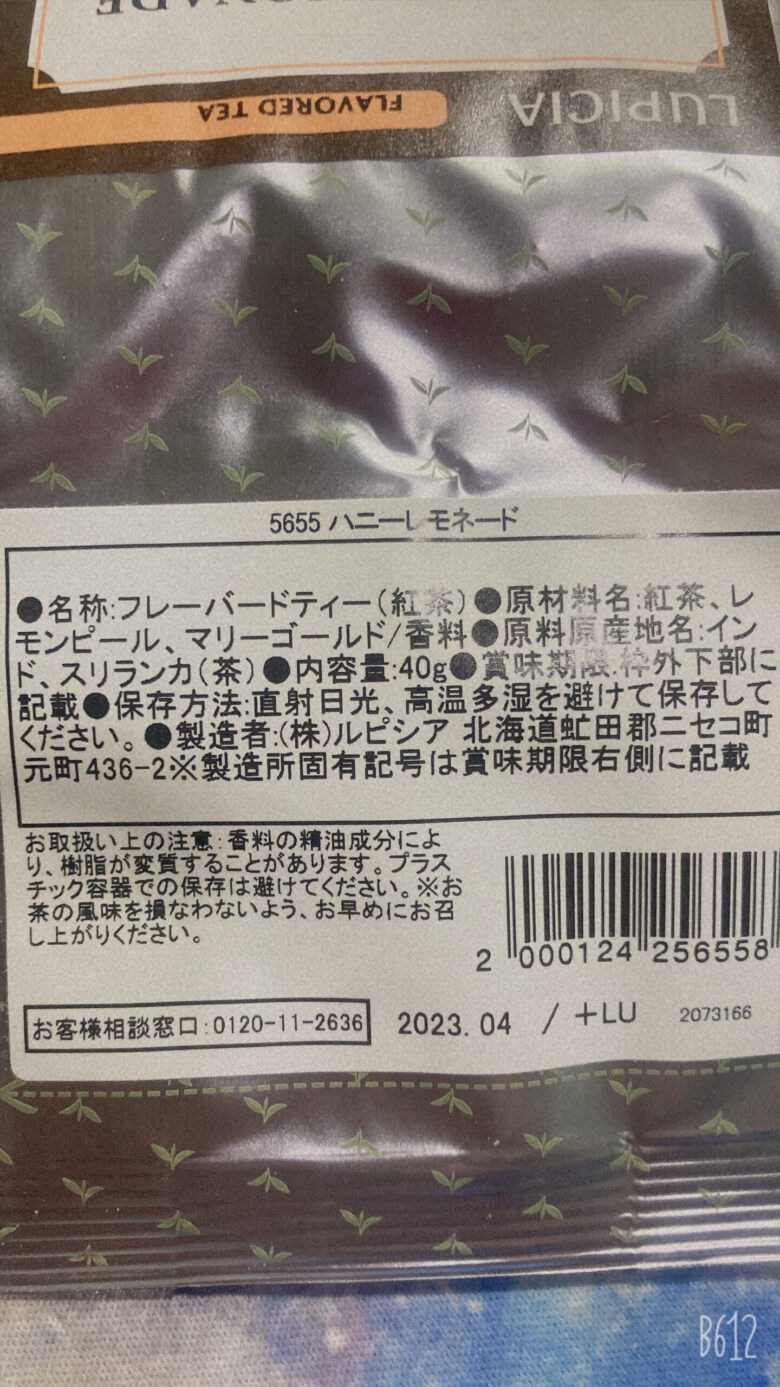 LUPICIA
FLAVORED TEA
5655 ハニーレモネード
●名称:フレーバードティー(紅茶)●原材料名:紅茶、レ
モンピール、マリーゴールド/香料●原料原産地名:イン
ド、スリランカ(茶)●内容量:40g●賞味期限:枠外下部に
記載●保存方法:直射日光、高温多湿を避けて保存して
ください。●製造者:(株)ルピシア 北海道虻田郡ニセコ町
元町436-2※製造所固有記号は賞味期限右側に記載
お取扱い上の注意:香料の精油成分によ
り、樹脂が変質することがあります。プラス
チック容器での保存は避けてください。※お
茶の風味を損なわないよう、お早めにお召
し上がりください。
2 000124 256558
お客様相談窓口:0120-11-2636
2023.04 / +LU 2073166
B612